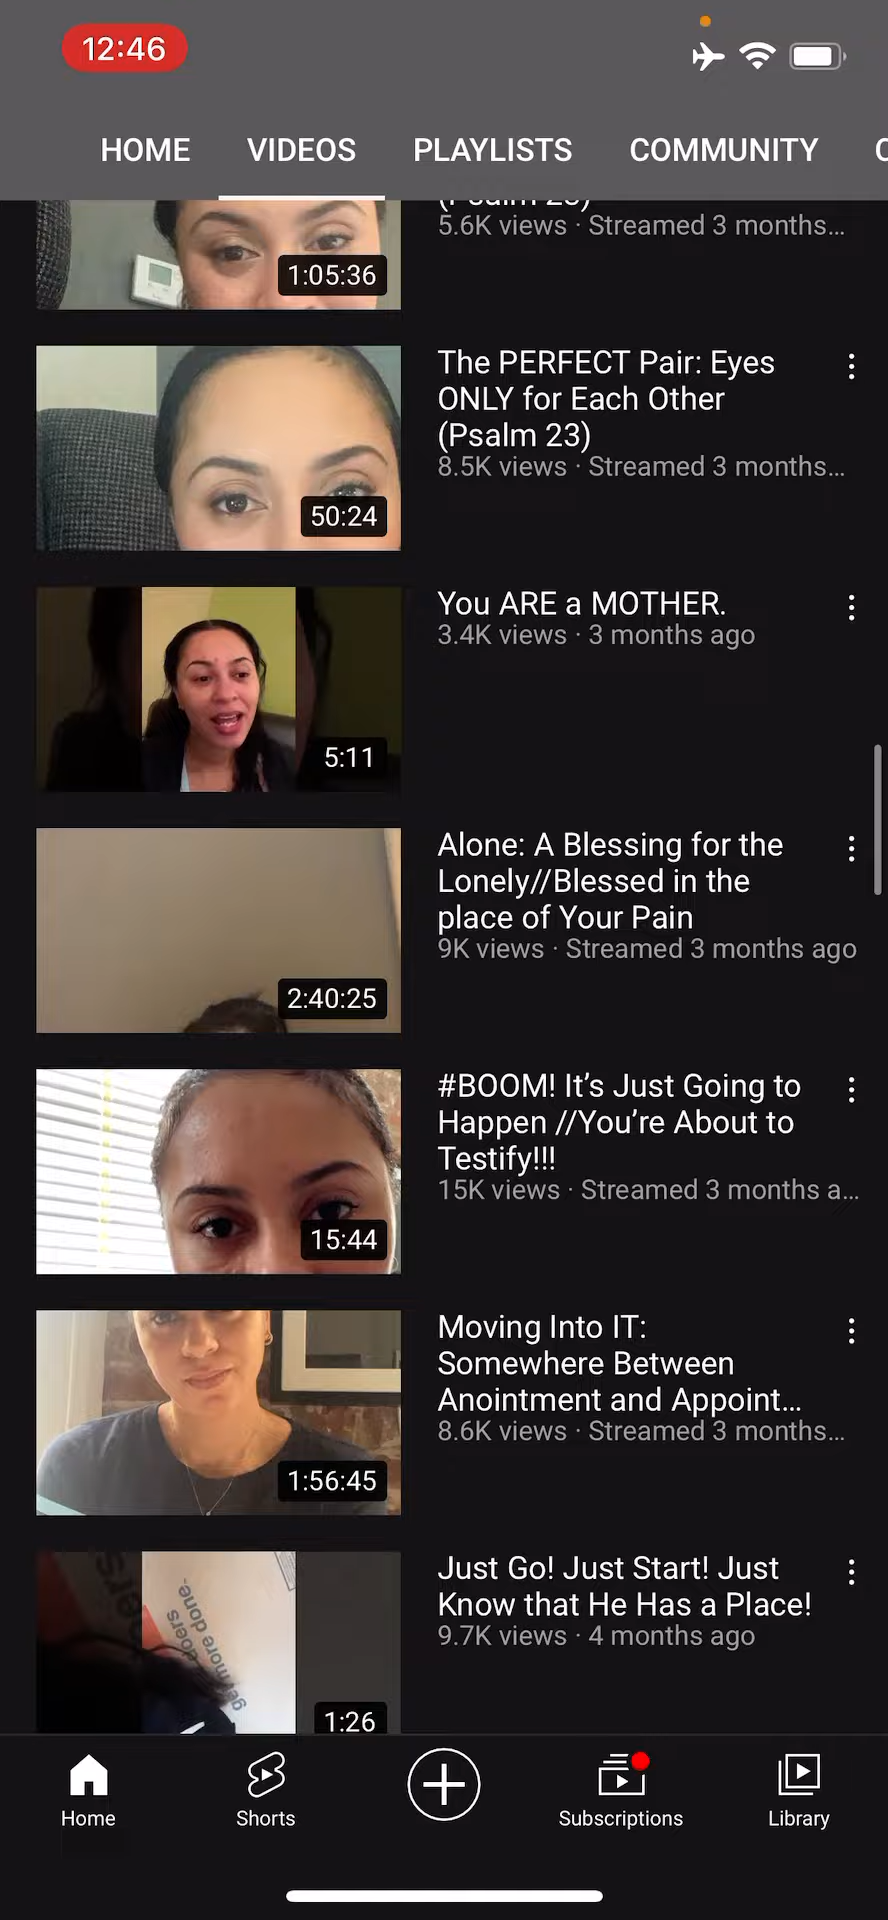 12:46
HOME VIDEOS PLAYLISTS COMMUNITY C
(Psalm 23)
5.6K views · Streamed 3 months...
1:05:36
The PERFECT Pair: Eyes
ONLY for Each Other
(Psalm 23)
8.5K views · Streamed 3 months...
50:24
You ARE a MOTHER.
3.4K views · 3 months ago
5:11
Alone: A Blessing for the
Lonely//Blessed in the
place of Your Pain
9K views · Streamed 3 months ago
2:40:25
#BOOM! It’s Just Going to
Happen //You’re About to
Testify!!!
15K views · Streamed 3 months a...
15:44
Moving Into IT:
Somewhere Between
Anointment and Appoint...
8.6K views · Streamed 3 months...
1:56:45
Just Go! Just Start! Just
Know that He Has a Place!
9.7K views · 4 months ago
doers
get more done.
1:26
Home Shorts Subscriptions Library